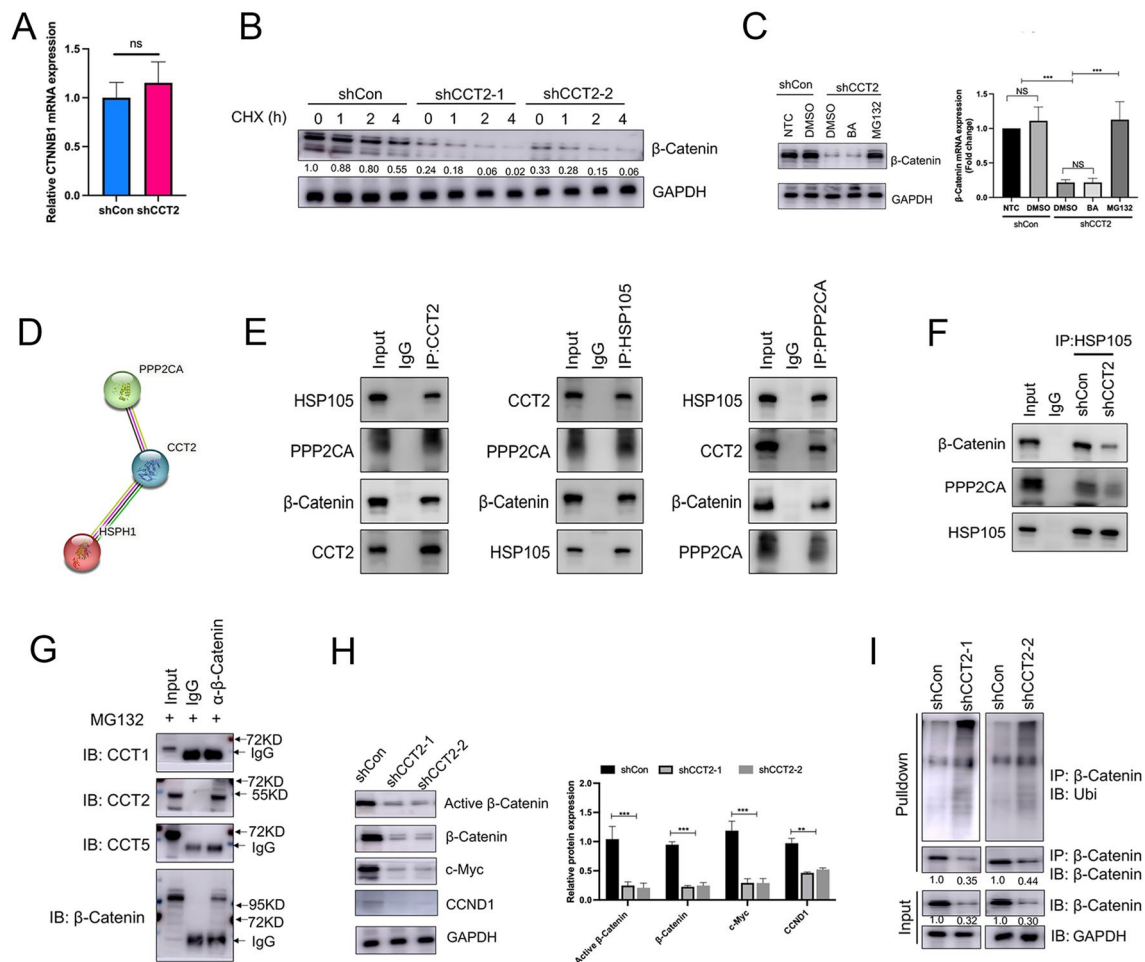 A
Relative CTNNB1 mRNA expression
1.5
1.0
0.5
0.0
ns
shCon shCCT2
B
shCon shCCT2-1 shCCT2-2
CHX (h) 0 1 2 4 0 1 2 4 0 1 2 4
β-Catenin
1.0 0.88 0.80 0.55 0.24 0.18 0.06 0.02 0.33 0.28 0.15 0.06
GAPDH
C
shCon shCCT2
NTC DMSO DMSO BA MG132
β-Catenin
GAPDH
β-Catenin mRNA expression
(Fold change)
1.5
1.0
0.5
0.0
NS
***
***
NS
NTC DMSO DMSO BA MG132
shCon shCCT2
D
PPP2CA
CCT2
HSPH1
E
Input IgG IP:CCT2
HSP105
PPP2CA
β-Catenin
CCT2
Input IgG IP:HSP105
CCT2
PPP2CA
β-Catenin
HSP105
Input IgG IP:PPP2CA
HSP105
CCT2
β-Catenin
PPP2CA
F
IP:HSP105
Input IgG shCon shCCT2
β-Catenin
PPP2CA
HSP105
G
Input IgG α-β-Catenin
MG132 + + +
IB: CCT1
72KD
IgG
IB: CCT2
72KD
55KD
IB: CCT5
72KD
IgG
IB: β-Catenin
95KD
72KD
IgG
H
shCon shCCT2-1 shCCT2-2
Active β-Catenin
β-Catenin
c-Myc
CCND1
GAPDH
shCon shCCT2-1 shCCT2-2
Relative protein expression
2.0
1.5
1.0
0.5
0.0
*** *** *** **
Active β-Catenin β-Catenin c-Myc CCND1
I
shCon shCCT2-1 shCon shCCT2-2
Pulldown
IP: β-Catenin
IB: Ubi
IP: β-Catenin
IB: β-Catenin
1.0 0.35 1.0 0.44
Input
IB: β-Catenin
1.0 0.32 1.0 0.30
IB: GAPDH